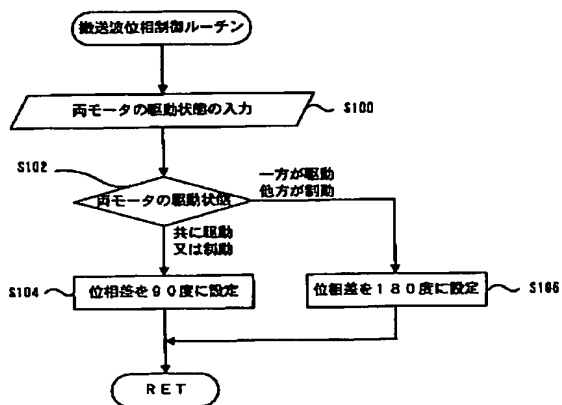 搬送波位相制御ルーチン
両モータの駆動状態の入力
S100
S102
両モータの駆動状態
一方が駆動
他方が制動
共に駆動
又は制動
S104
位相差を90度に設定
位相差を180度に設定
S106
RET